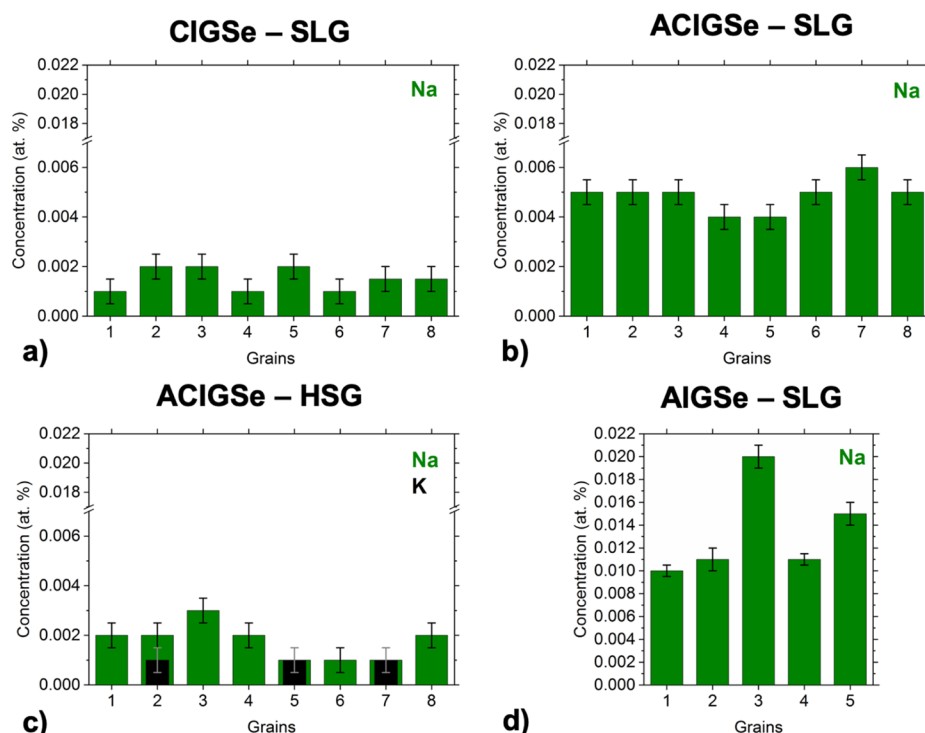 CIGSe – SLG
0.022
0.020
0.018
0.006
0.004
0.002
0.000
Concentration (at. %)
Na
1 2 3 4 5 6 7 8
Grains
a)
ACIGSe – SLG
0.022
0.020
0.018
0.006
0.004
0.002
0.000
Concentration (at. %)
Na
1 2 3 4 5 6 7 8
Grains
b)
ACIGSe – HSG
0.022
0.020
0.018
0.006
0.004
0.002
0.000
Concentration (at. %)
Na
K
1 2 3 4 5 6 7 8
Grains
c)
AIGSe – SLG
0.022
0.020
0.018
0.016
0.014
0.012
0.010
0.008
0.006
0.004
0.002
0.000
Concentration (at. %)
Na
1 2 3 4 5
Grains
d)